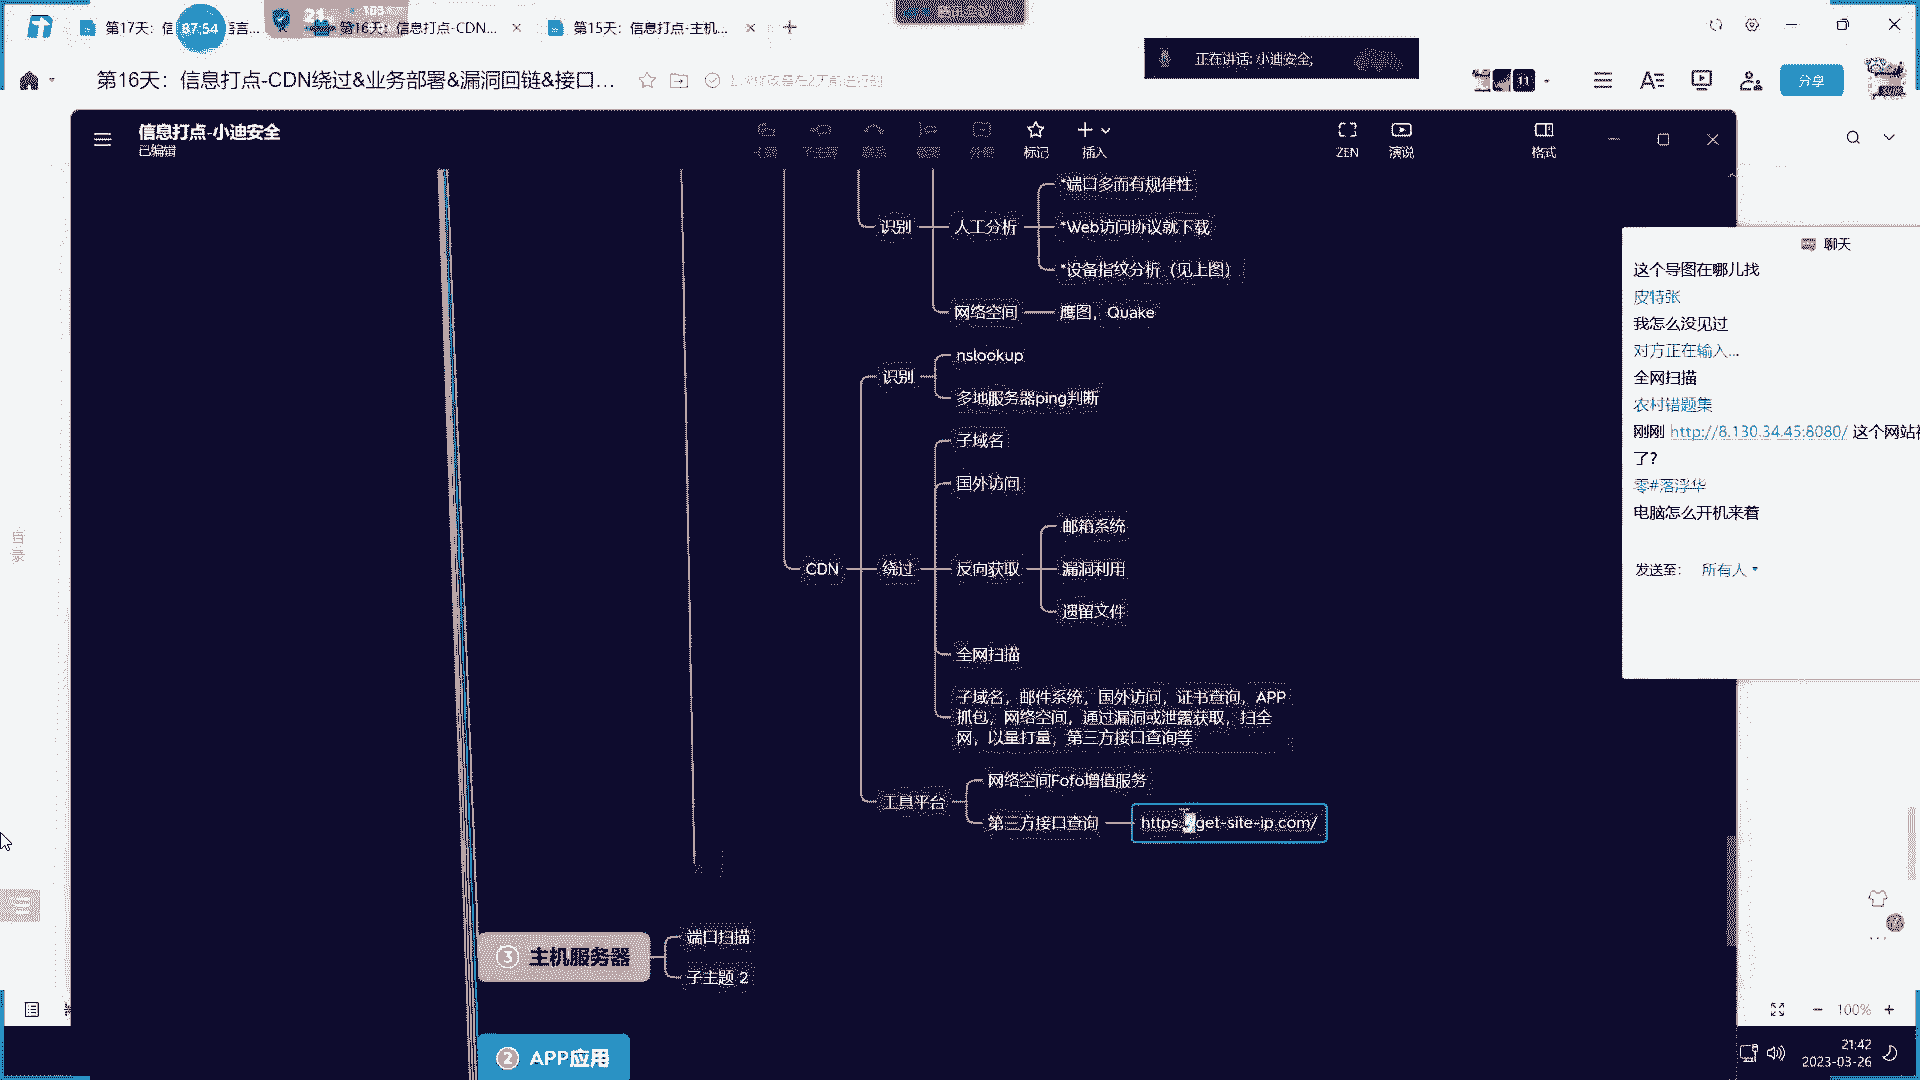 第17天：信
87:54
言...
21
第16天：信息打点-CDN...
第15天：信息打点-主机...
正在讲话: 小迪安全;
第16天：信息打点-CDN绕过&业务部署&漏洞回链&接口...
11
分享
信息打点-小迪安全
已编辑
标记
插入
ZEN
演说
格式
*端口多而有规律性
识别
人工分析
*Web访问协议就下载
*设备指纹分析（见上图）
网络空间
鹰图，Quake
nslookup
识别
多地服务器ping判断
子域名
国外访问
邮箱系统
CDN
绕过
反向获取
漏洞利用
遗留文件
全网扫描
子域名，邮件系统，国外访问，证书查询，APP
抓包，网络空间，通过漏洞或泄露获取，扫全
网，以量打量，第三方接口查询等
网络空间Fofo增值服务
工具平台
第三方接口查询
get-site-ip.com/
端口扫描
③ 主机服务器
子主题 2
② APP应用
聊天
这个导图在哪儿找
皮特张
我怎么没见过
对方正在输入...
全网扫描
农村错题集
刚刚 http://8.130.34.45:8080/ 这个网站
了？
零#落浮华
电脑怎么开机来着
发送至： 所有人
目录
100%
21:42
2023-03-26